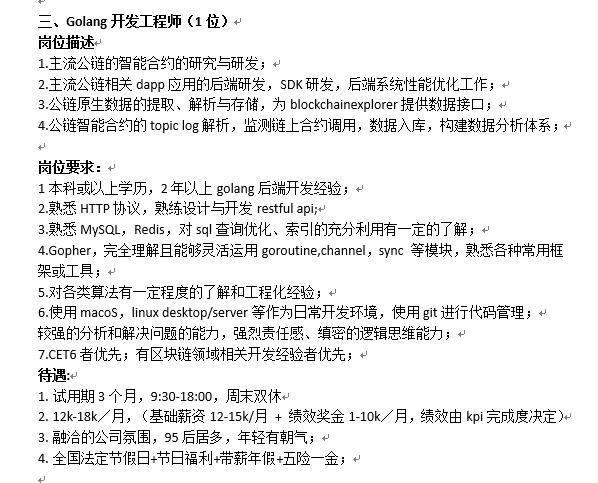 三、Golang 开发工程师（1 位）
岗位描述
1.主流公链的智能合约的研究与研发；
2.主流公链相关 dapp 应用的后端研发，SDK 研发，后端系统性能优化工作；
3.公链原生数据的提取、解析与存储，为 blockchainexplorer 提供数据接口；
4.公链智能合约的 topic log 解析，监测链上合约调用，数据入库，构建数据分析体系；
岗位要求：
1 本科或以上学历，2 年以上 golang 后端开发经验；
2.熟悉 HTTP 协议，熟练设计与开发 restful api;
3.熟悉 MySQL，Redis，对 sql 查询优化、索引的充分利用有一定的了解；
4.Gopher，完全理解且能够灵活运用 goroutine,channel，sync 等模块，熟悉各种常用框
架或工具；
5.对各类算法有一定程度的了解和工程化经验；
6.使用 macoS，linux desktop/server 等作为日常开发环境，使用 git 进行代码管理；
较强的分析和解决问题的能力，强烈责任感、缜密的逻辑思维能力；
7.CET6 者优先；有区块链领域相关开发经验者优先；
待遇:
1. 试用期 3 个月，9:30-18:00，周末双休
2. 12k-18k／月，（基础薪资 12-15k/月 + 绩效奖金 1-10k／月，绩效由 kpi 完成度决定）
3. 融洽的公司氛围，95 后居多，年轻有朝气；
4. 全国法定节假日+节日福利+带薪年假+五险一金；